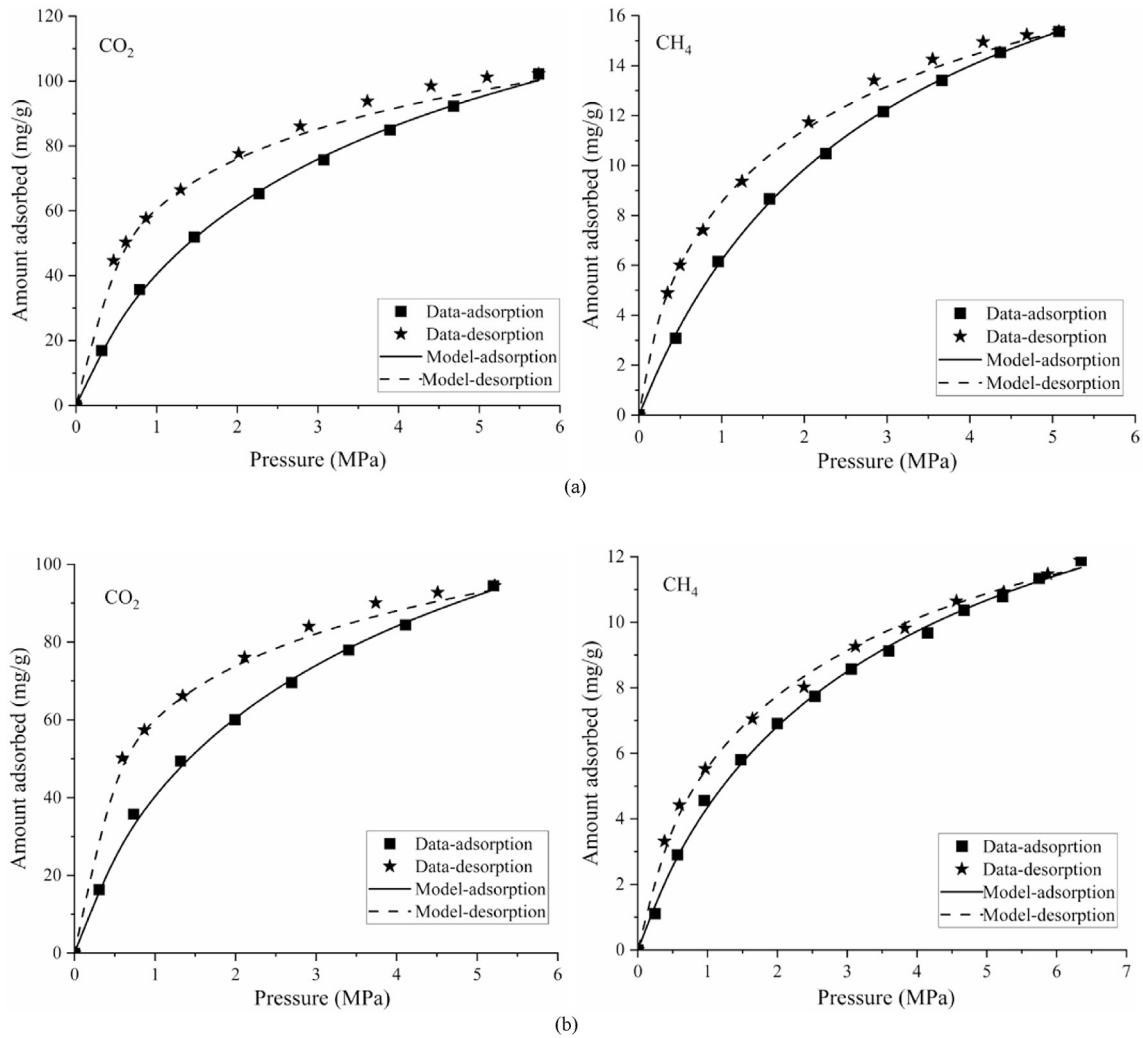 CO2
Amount adsorbed (mg/g)
120
100
80
60
40
20
0
Data-adsorption
Data-desorption
Model-adsorption
Model-desorption
0 1 2 3 4 5 6
Pressure (MPa)
CH4
Amount adsorbed (mg/g)
16
14
12
10
8
6
4
2
0
Data-adsorption
Data-desorption
Model-adsorption
Model-desorption
0 1 2 3 4 5 6
Pressure (MPa)
(a)
CO2
Amount adsorbed (mg/g)
100
80
60
40
20
0
Data-adsorption
Data-desorption
Model-adsorption
Model-desorption
0 1 2 3 4 5 6
Pressure (MPa)
CH4
Amount adsorbed (mg/g)
12
10
8
6
4
2
0
Data-adsoprtion
Data-desorption
Model-adsorption
Model-desorption
0 1 2 3 4 5 6 7
Pressure (MPa)
(b)